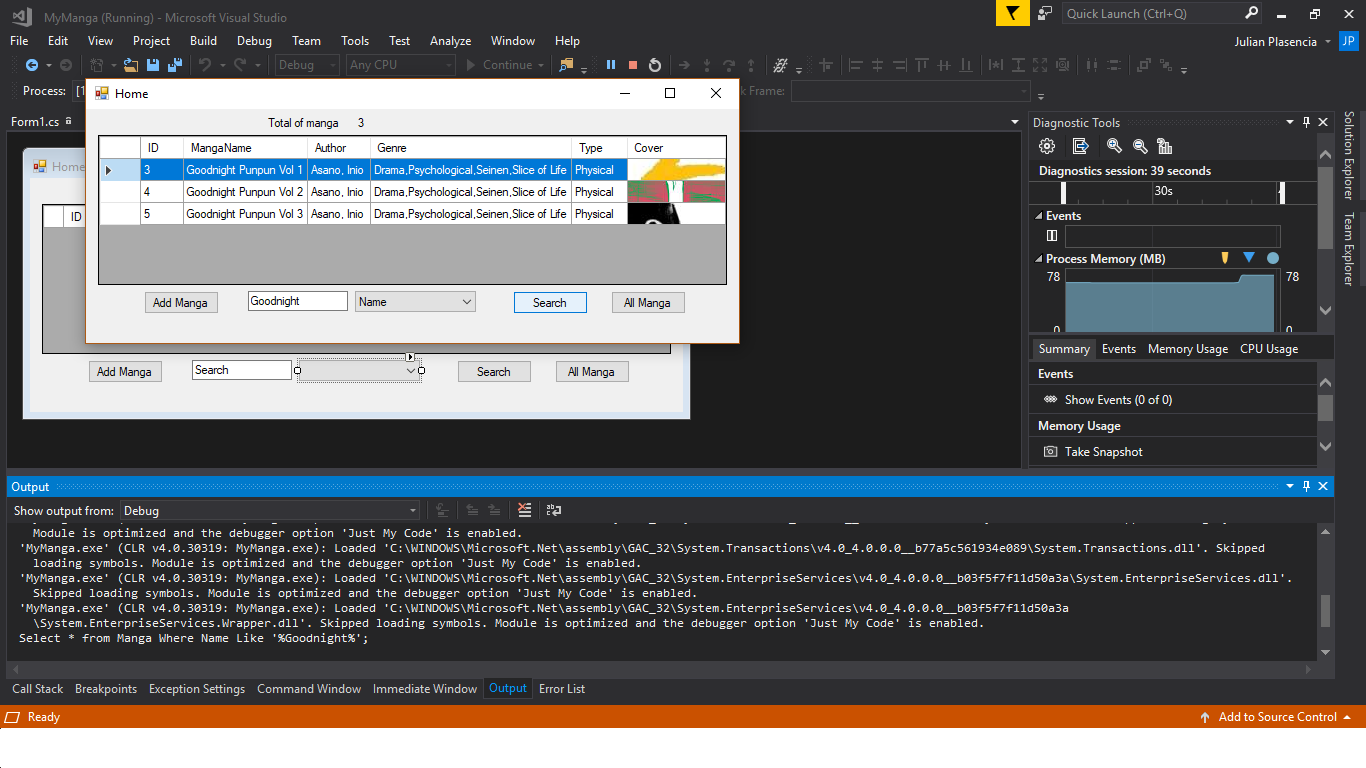 MyManga (Running) - Microsoft Visual Studio
Quick Launch (Ctrl+Q)
File Edit View Project Build Debug Team Tools Test Analyze Window Help
Julian Plasencia JP
Debug Any CPU Continue
Process: [1
k Frame:
Form1.cs
Home
Total of manga 3
ID MangaName Author Genre Type Cover
3 Goodnight Punpun Vol 1 Asano, Inio Drama,Psychological,Seinen,Slice of Life Physical
4 Goodnight Punpun Vol 2 Asano, Inio Drama,Psychological,Seinen,Slice of Life Physical
5 Goodnight Punpun Vol 3 Asano, Inio Drama,Psychological,Seinen,Slice of Life Physical
Add Manga Goodnight Name Search All Manga
Home
ID
Add Manga Search Search All Manga
Diagnostic Tools
Diagnostics session: 39 seconds
30s
Events
Process Memory (MB)
78 78
0 0
Summary Events Memory Usage CPU Usage
Events
Show Events (0 of 0)
Memory Usage
Take Snapshot
Solution Explorer
Team Explorer
Output
Show output from: Debug
Module is optimized and the debugger option 'Just My Code' is enabled.
'MyManga.exe' (CLR v4.0.30319: MyManga.exe): Loaded 'C:\WINDOWS\Microsoft.Net\assembly\GAC_32\System.Transactions\v4.0_4.0.0.0__b77a5c561934e089\System.Transactions.dll'. Skipped
loading symbols. Module is optimized and the debugger option 'Just My Code' is enabled.
'MyManga.exe' (CLR v4.0.30319: MyManga.exe): Loaded 'C:\WINDOWS\Microsoft.Net\assembly\GAC_32\System.EnterpriseServices\v4.0_4.0.0.0__b03f5f7f11d50a3a\System.EnterpriseServices.dll'.
Skipped loading symbols. Module is optimized and the debugger option 'Just My Code' is enabled.
'MyManga.exe' (CLR v4.0.30319: MyManga.exe): Loaded 'C:\WINDOWS\Microsoft.Net\assembly\GAC_32\System.EnterpriseServices\v4.0_4.0.0.0__b03f5f7f11d50a3a
\System.EnterpriseServices.Wrapper.dll'. Skipped loading symbols. Module is optimized and the debugger option 'Just My Code' is enabled.
Select * from Manga Where Name Like '%Goodnight%';
Call Stack Breakpoints Exception Settings Command Window Immediate Window Output Error List
Ready
Add to Source Control